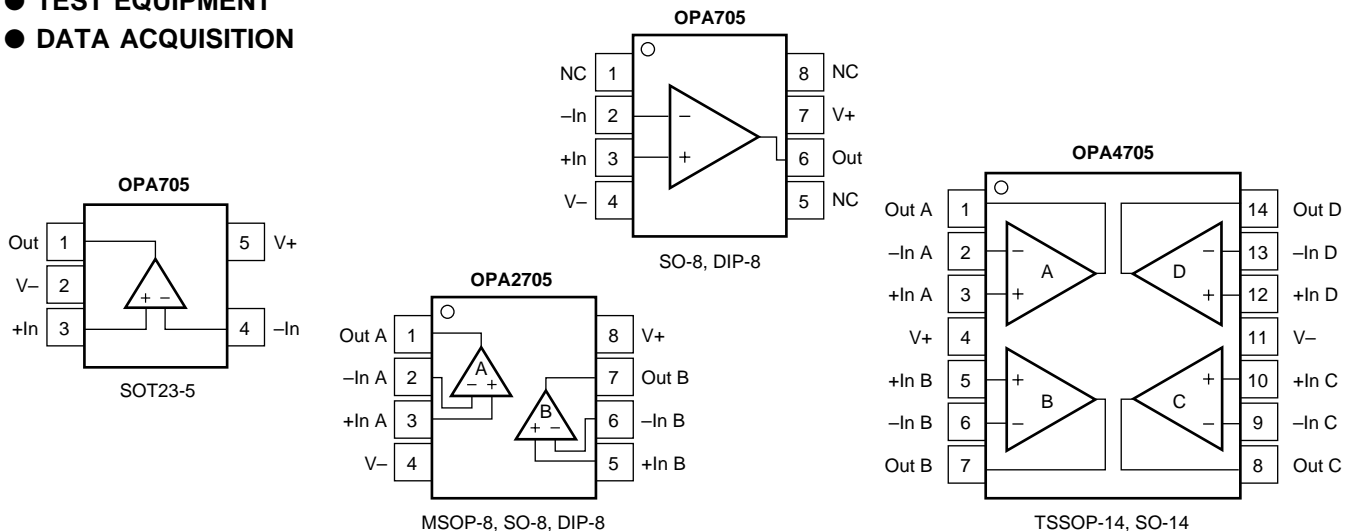 ● TEST EQUIPMENT
● DATA ACQUISITION
OPA705
NC 1 8 NC
–In 2 – 7 V+
+In 3 + 6 Out
V– 4 5 NC
SO-8, DIP-8
OPA705
Out 1 5 V+
V– 2
+ –
+In 3 4 –In
SOT23-5
OPA2705
Out A 1 8 V+
A
–In A 2 – + 7 Out B
B
+In A 3 + – 6 –In B
V– 4 5 +In B
MSOP-8, SO-8, DIP-8
OPA4705
Out A 1 14 Out D
–In A 2 – – 13 –In D
A D
+In A 3 + + 12 +In D
V+ 4 11 V–
+In B 5 + + 10 +In C
B C
–In B 6 – – 9 –In C
Out B 7 8 Out C
TSSOP-14, SO-14